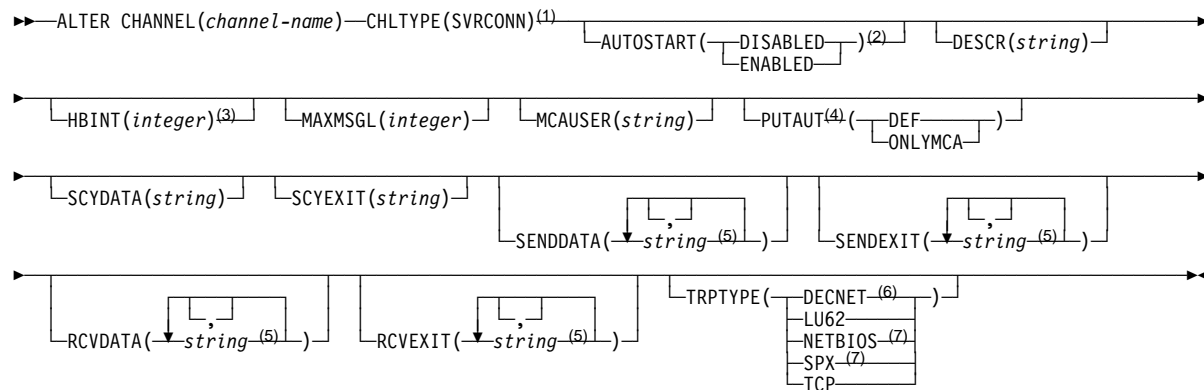 ALTER CHANNEL(channel-name) CHLTYPE(SVRCONN)(1)
AUTOSTART( DISABLED )(2) DESCR(string)
ENABLED
HBINT(integer)(3) MAXMSGL(integer) MCAUSER(string) PUTAUT(4)( DEF )
ONLYMCA
SCYDATA(string) SCYEXIT(string)
, ,
SENDDATA( string(5) ) SENDEXIT( string(5) )
TRPTYPE( DECNET(6) )
, , LU62
RCVDATA( string(5) ) RCVEXIT( string(5) ) NETBIOS(7)
SPX(7)
TCP